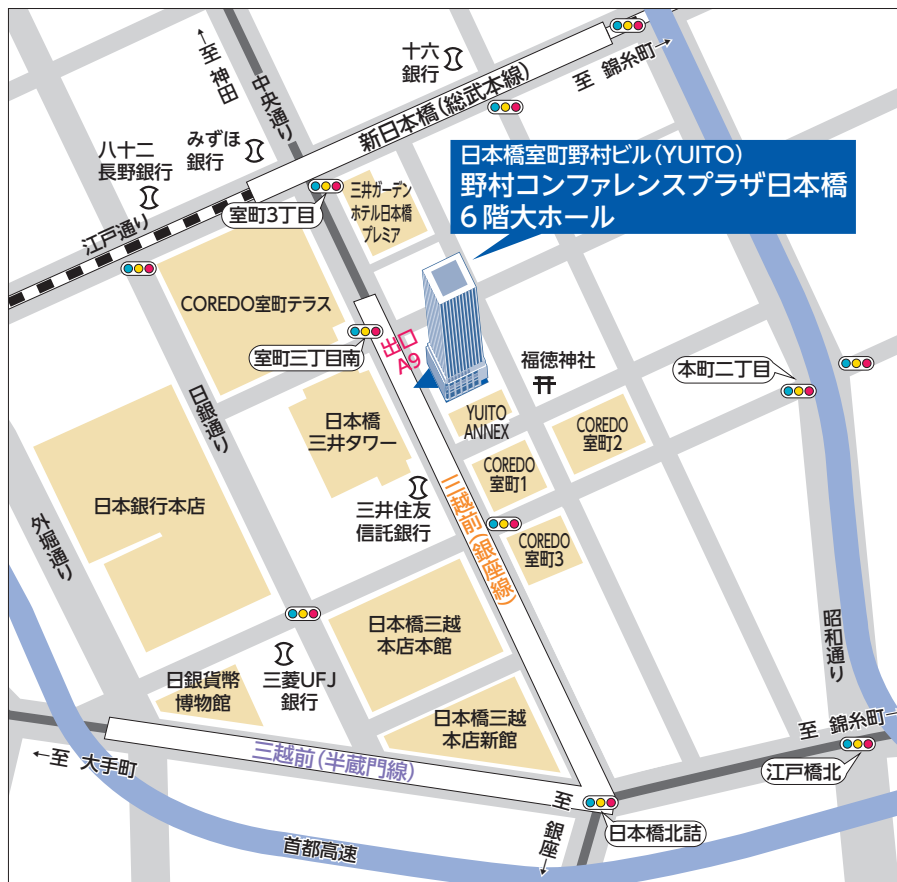 ←至 神田
中央通り
十六
銀行
至 錦糸町→
新日本橋(総武本線)
みずほ
銀行
八十二
長野銀行
江戸通り
室町3丁目
三井ガーデン
ホテル日本橋
プレミア
日本橋室町野村ビル(YUITO)
野村コンファレンスプラザ日本橋
6階大ホール
COREDO室町テラス
室町三丁目南
出口
A9
福徳神社
本町二丁目
日銀通り
日本橋
三井タワー
YUITO
ANNEX
COREDO
室町2
COREDO
室町1
日本銀行本店
三井住友
信託銀行
三越前(銀座線)
COREDO
室町3
外堀通り
日本橋三越
本店本館
昭和通り
日銀貨幣
博物館
三菱UFJ
銀行
日本橋三越
本店新館
至 錦糸町→
←至 大手町
三越前(半蔵門線)
江戸橋北
至 銀座→
日本橋北詰
首都高速